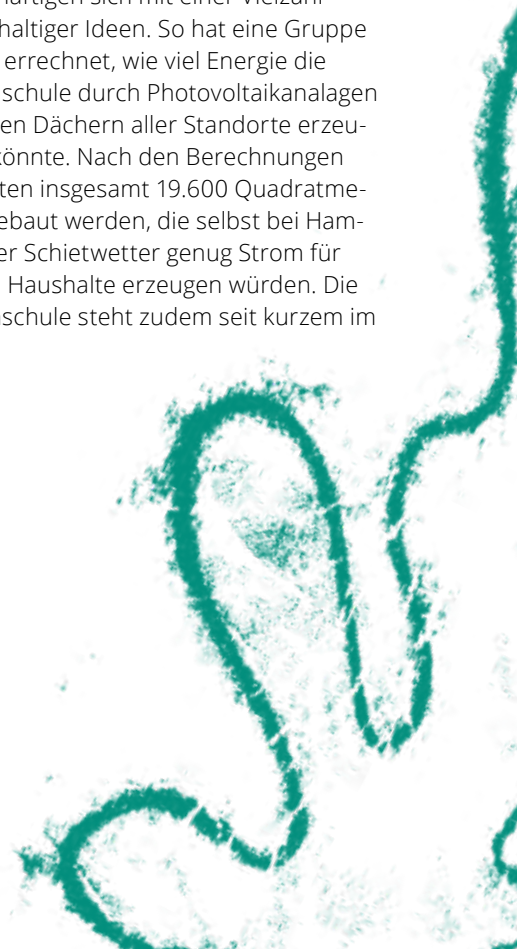 häftigen sich mit einer Vielzahl
haltiger Ideen. So hat eine Gruppe
errechnet, wie viel Energie die
schule durch Photovoltaikanalagen
en Dächern aller Standorte erzeu-
könnte. Nach den Berechnungen
ten insgesamt 19.600 Quadratme-
ebaut werden, die selbst bei Ham-
er Schietwetter genug Strom für
Haushalte erzeugen würden. Die
schule steht zudem seit kurzem im